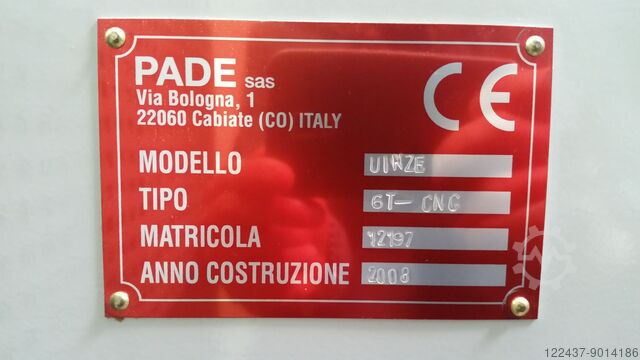 PADE sas
Via Bologna, 1
22060 Cabiate (CO) ITALY
CE
MODELLO UINZE
TIPO 6T- CNC
MATRICOLA 12197
ANNO COSTRUZIONE 2008
122437-9014186